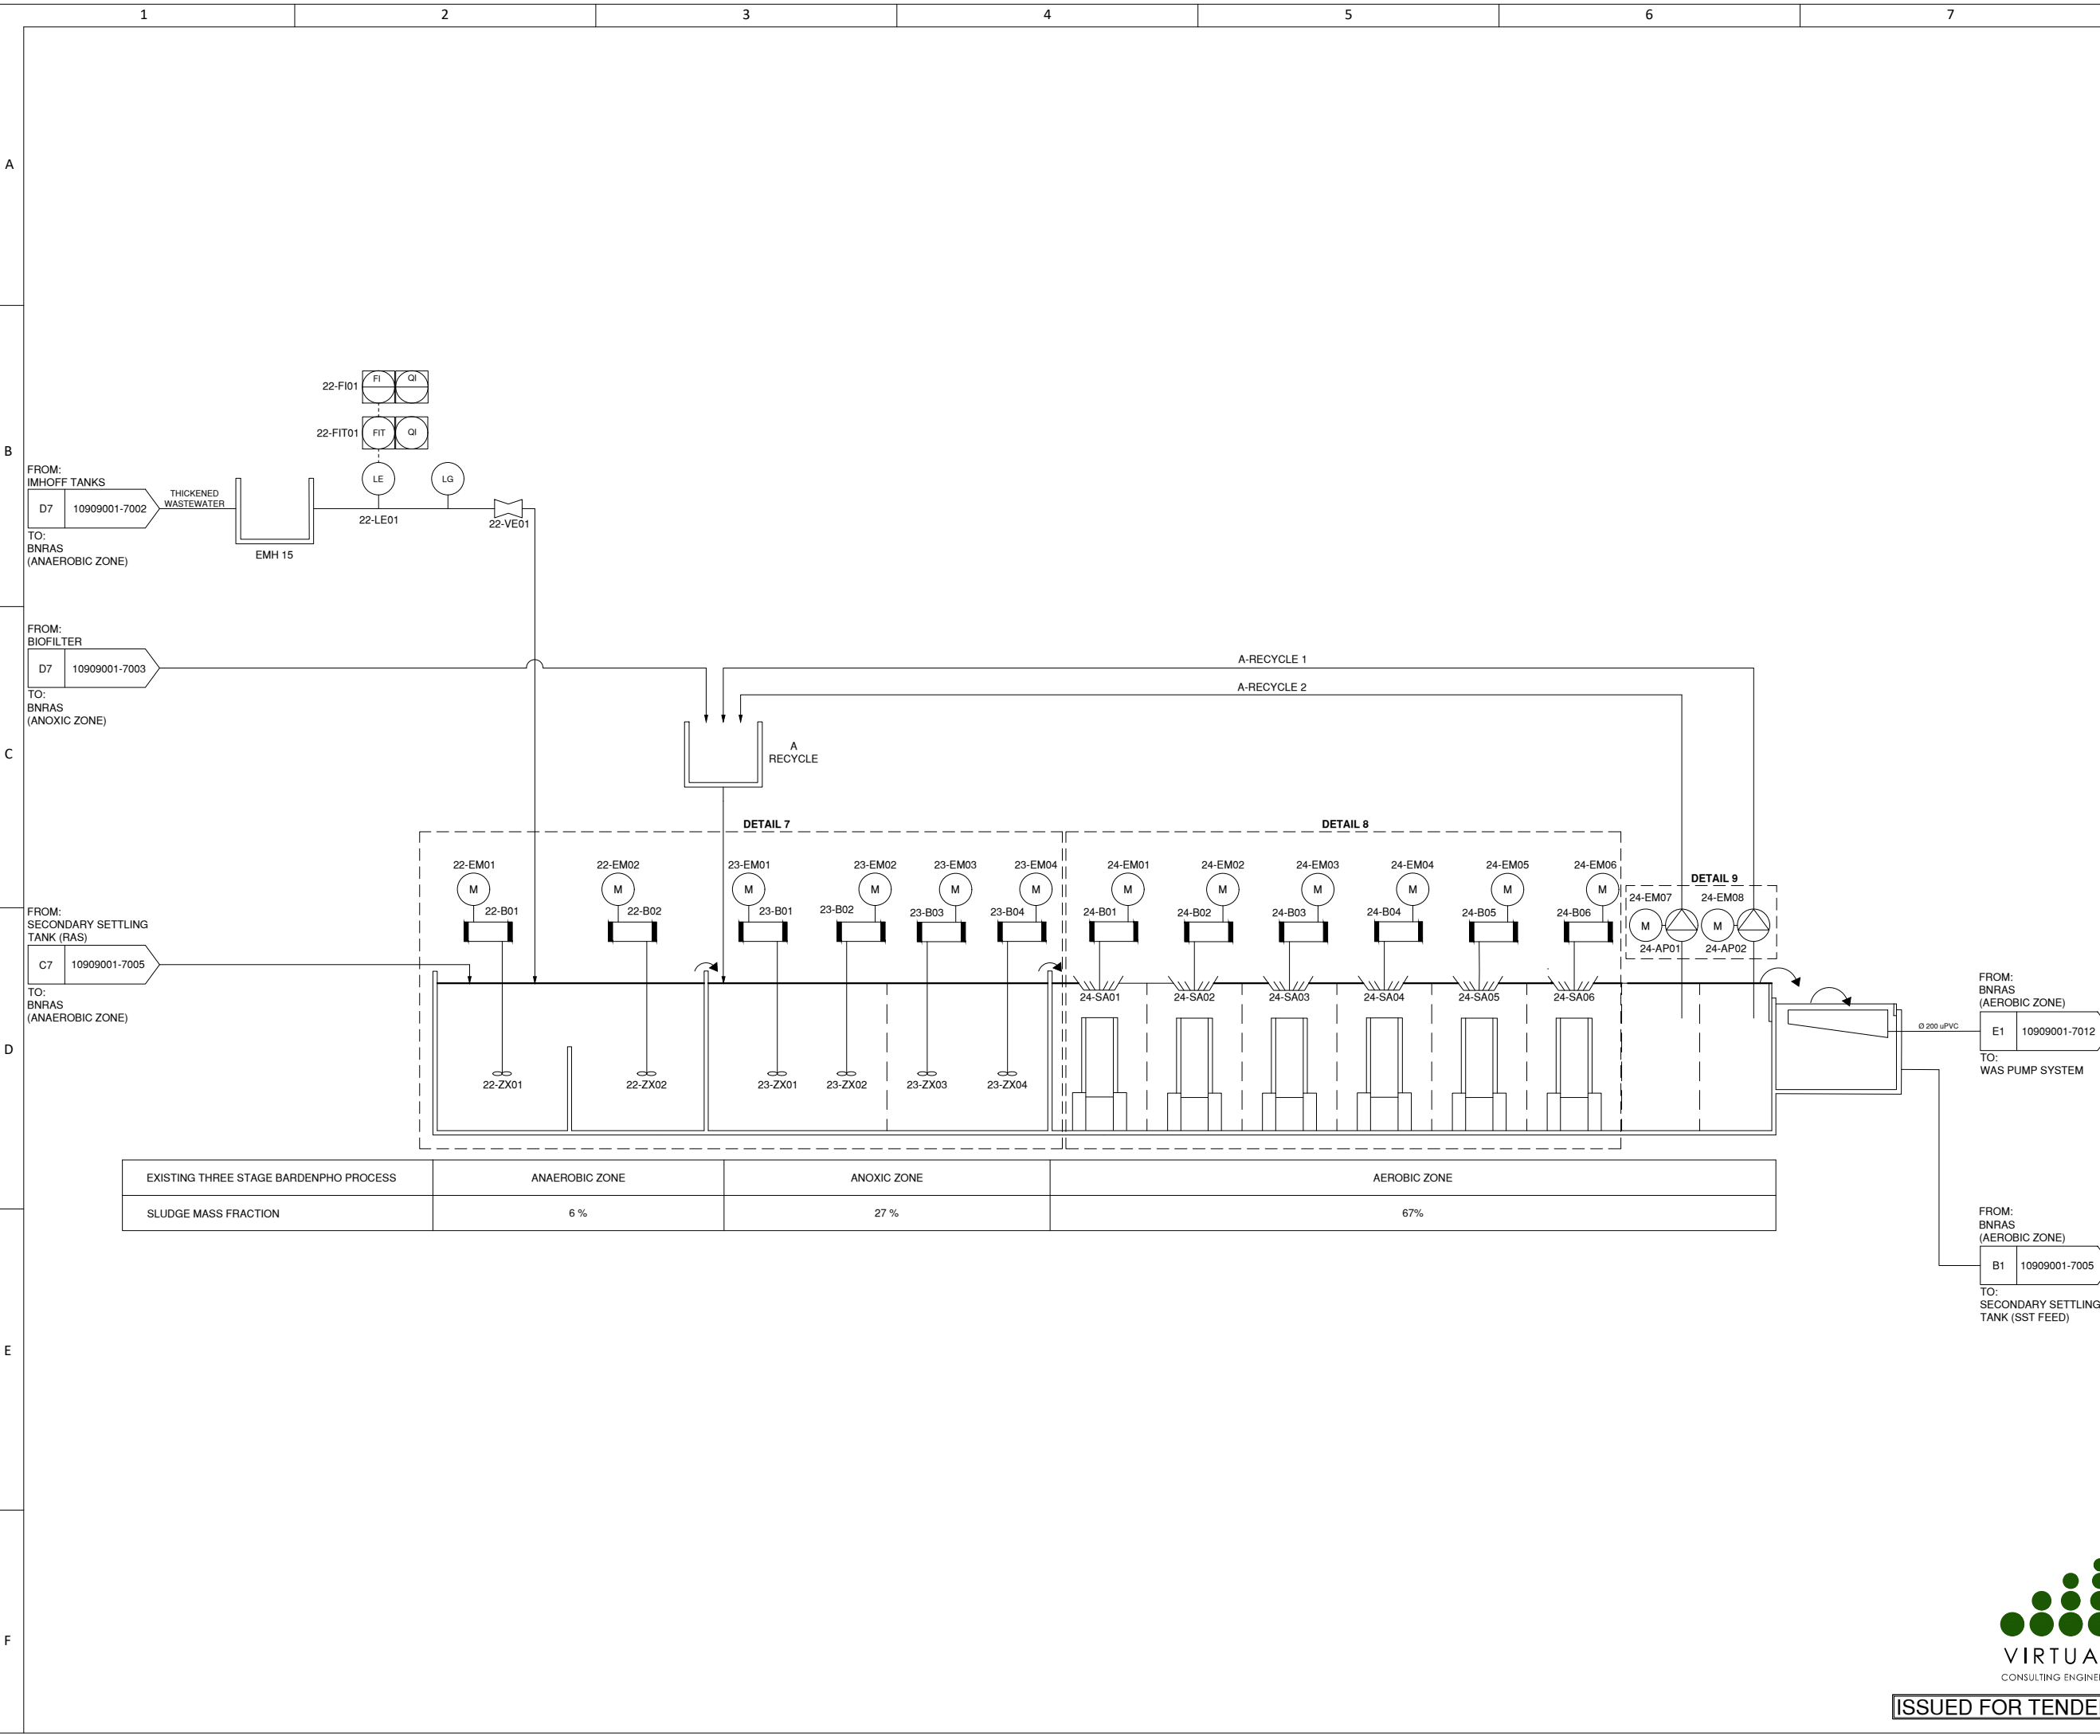 1 2 3 4 5 6 7
A
22-FI01 FI QI
22-FIT01 FIT QI
B
FROM:
IMHOFF TANKS
D7 10909001-7002
THICKENED
WASTEWATER
LE LG
22-LE01
22-VE01
TO:
BNRAS
(ANAEROBIC ZONE)
EMH 15
FROM:
BIOFILTER
D7 10909001-7003
TO:
BNRAS
(ANOXIC ZONE)
A-RECYCLE 1
A-RECYCLE 2
C
A
RECYCLE
DETAIL 7 DETAIL 8
22-EM01 22-EM02 23-EM01 23-EM02 23-EM03 23-EM04 24-EM01 24-EM02 24-EM03 24-EM04 24-EM05 24-EM06
M M M M M M M M M M M M
DETAIL 9
24-EM07 24-EM08
M M
24-AP01 24-AP02
22-B01 22-B02 23-B01 23-B02 23-B03 23-B04 24-B01 24-B02 24-B03 24-B04 24-B05 24-B06
FROM:
SECONDARY SETTLING
TANK (RAS)
C7 10909001-7005
TO:
BNRAS
(ANAEROBIC ZONE)
24-SA01 24-SA02 24-SA03 24-SA04 24-SA05 24-SA06
D
22-ZX01 22-ZX02 23-ZX01 23-ZX02 23-ZX03 23-ZX04
Ø 200 uPVC
FROM:
BNRAS
(AEROBIC ZONE)
E1 10909001-7012
TO:
WAS PUMP SYSTEM
EXISTING THREE STAGE BARDENPHO PROCESS ANAEROBIC ZONE ANOXIC ZONE AEROBIC ZONE
SLUDGE MASS FRACTION 6 % 27 % 67%
FROM:
BNRAS
(AEROBIC ZONE)
B1 10909001-7005
TO:
SECONDARY SETTLING
TANK (SST FEED)
E
F
VIRTUA
CONSULTING ENGINE
ISSUED FOR TENDE